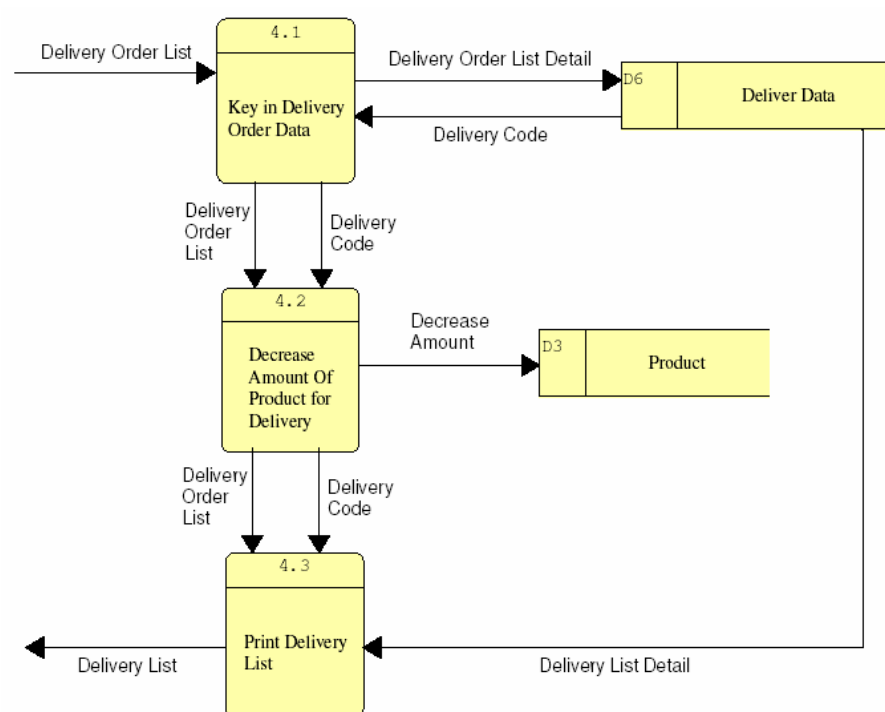 4.1
Delivery Order List
Delivery Order List Detail
D6
Deliver Data
Key in Delivery
Order Data
Delivery Code
Delivery
Order
List
Delivery
Code
4.2
Decrease
Amount
D3
Product
Decrease
Amount Of
Product for
Delivery
Delivery
Order
List
Delivery
Code
4.3
Print Delivery
List
Delivery List
Delivery List Detail